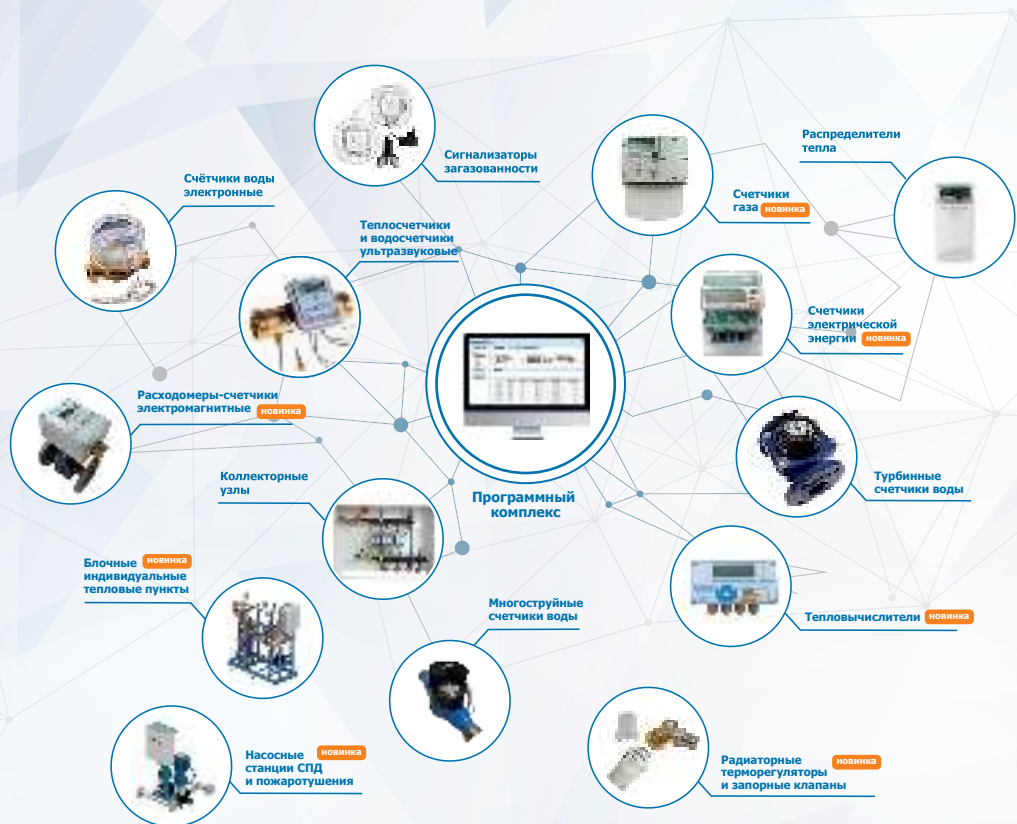 Сигнализаторы
загазованности
Распределители
тепла
Счётчики воды
электронные
Счетчики
газа новинка
Теплосчетчики
и водосчетчики
ультразвуковые
Счетчики
электрической
энергии новинка
Расходомеры-счетчики
электромагнитные новинка
Коллекторные
узлы
Программный
комплекс
Турбинные
счетчики воды
Блочные новинка
индивидуальные
тепловые пункты
Многоструйные
счетчики воды
Тепловычислители новинка
Насосные новинка
станции СПД
и пожаротушения
Радиаторные новинка
терморегуляторы
и запорные клапаны